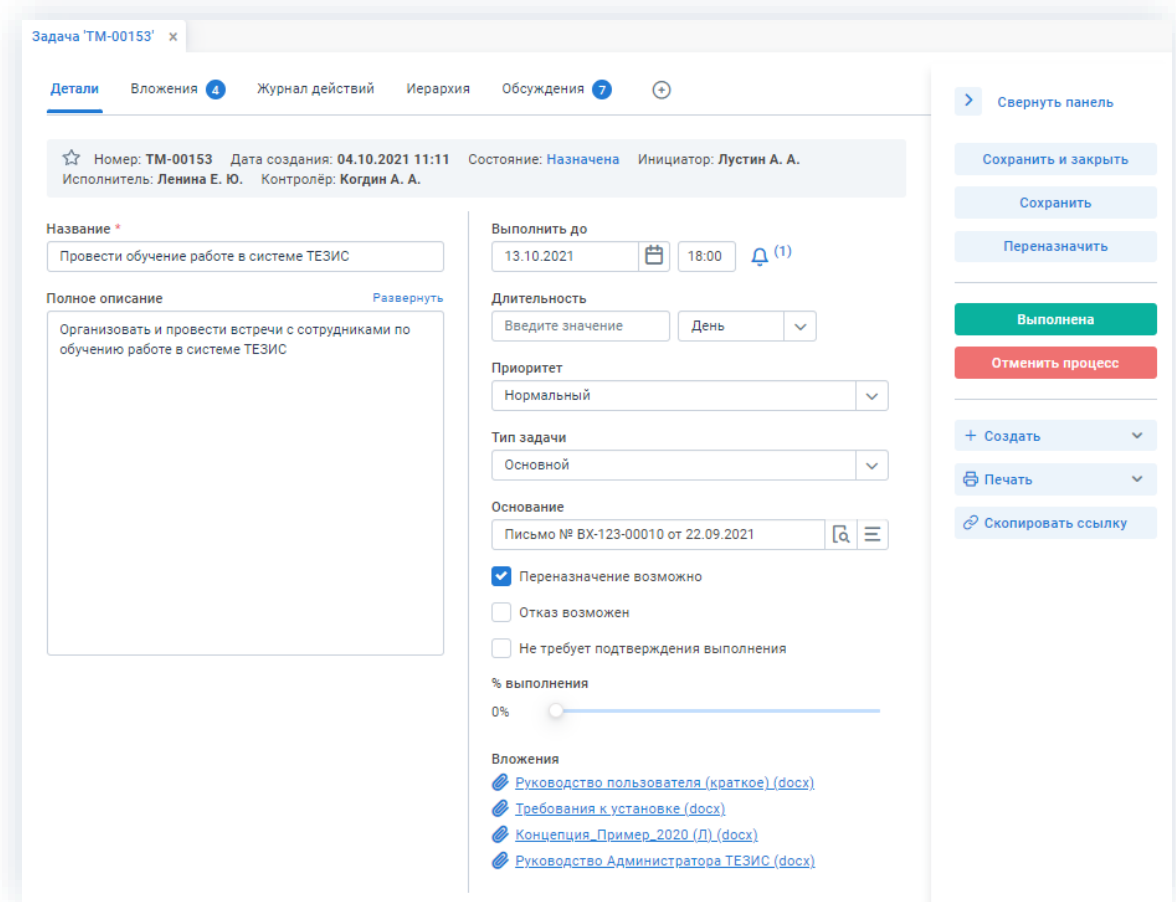 Задача 'ТМ-00153' ×
Детали Вложения 4 Журнал действий Иерархия Обсуждения 7
Номер: ТМ-00153 Дата создания: 04.10.2021 11:11 Состояние: Назначена Инициатор: Лустин А. А.
Исполнитель: Ленина Е. Ю. Контролёр: Когдин А. А.
Название *
Провести обучение работе в системе ТЕЗИС
Полное описание Развернуть
Организовать и провести встречи с сотрудниками по
обучению работе в системе ТЕЗИС
Выполнить до
13.10.2021 18:00 (1)
Длительность
Введите значение День
Приоритет
Нормальный
Тип задачи
Основной
Основание
Письмо № ВХ-123-00010 от 22.09.2021
Переназначение возможно
Отказ возможен
Не требует подтверждения выполнения
% выполнения
0%
Вложения
Руководство пользователя (краткое) (docx)
Требования к установке (docx)
Концепция_Пример_2020 (Л) (docx)
Руководство Администратора ТЕЗИС (docx)
Свернуть панель
Сохранить и закрыть
Сохранить
Переназначить
Выполнена
Отменить процесс
+ Создать
Печать
Скопировать ссылку